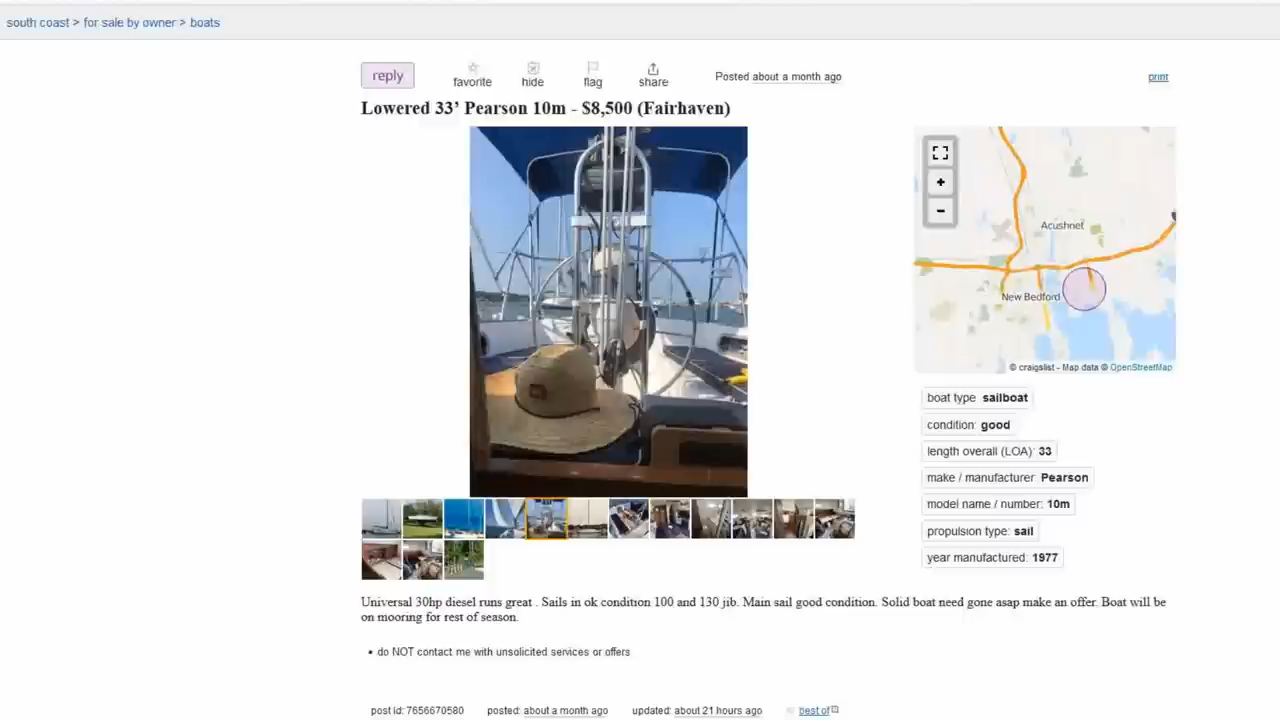 south coast > for sale by owner > boats
reply
favorite
hide
flag
share
Posted about a month ago
print
Lowered 33’ Pearson 10m - $8,500 (Fairhaven)
+
-
Acushnet
New Bedford
© craigslist - Map data © OpenStreetMap
boat type sailboat
condition: good
length overall (LOA): 33
make / manufacturer: Pearson
model name / number: 10m
propulsion type: sail
year manufactured: 1977
Universal 30hp diesel runs great . Sails in ok condition 100 and 130 jib. Main sail good condition. Solid boat need gone asap make an offer. Boat will be
on mooring for rest of season.
• do NOT contact me with unsolicited services or offers
post id: 7656670580
posted: about a month ago
updated: about 21 hours ago
best of